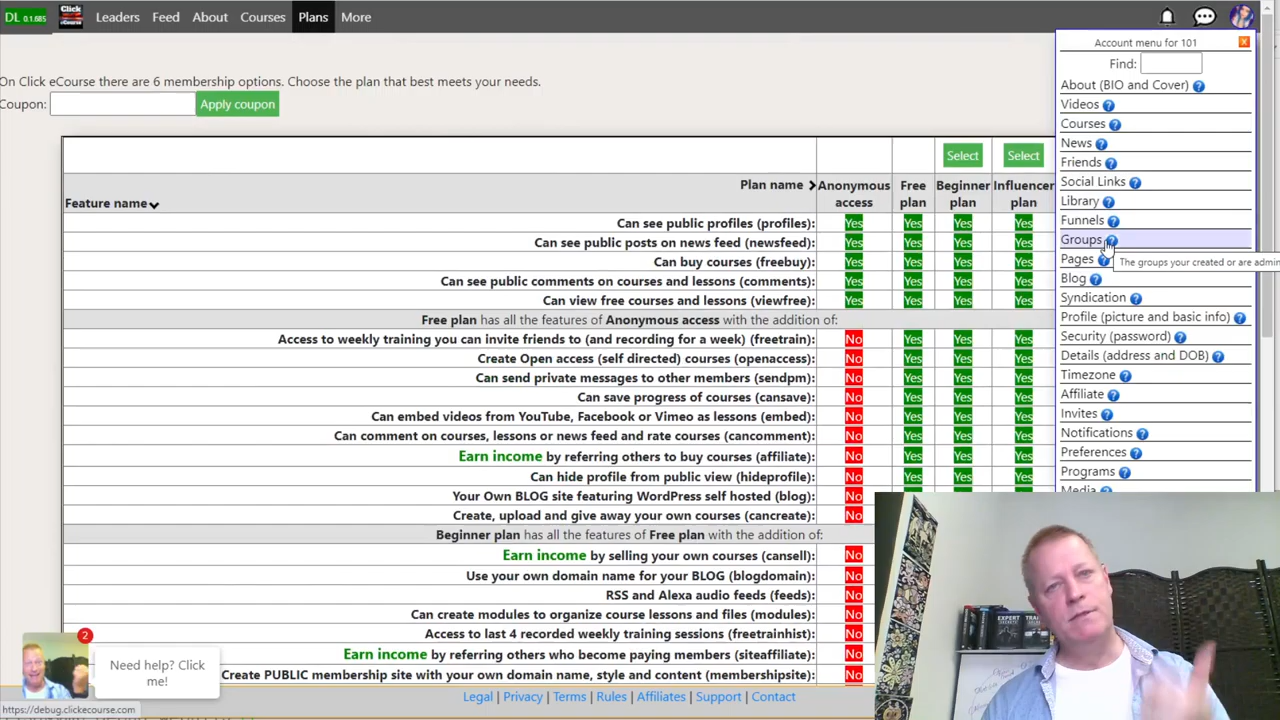 DL 0.1.685
Click
eCourse
Leaders
Feed
About
Courses
Plans
More
On Click eCourse there are 6 membership options. Choose the plan that best meets your needs.
Coupon:
Apply coupon
Select
Select
Plan name
Feature name
Anonymous access
Free plan
Beginner plan
Influencer plan
Can see public profiles (profiles): Yes Yes Yes Yes
Can see public posts on news feed (newsfeed): Yes Yes Yes Yes
Can buy courses (freebuy): Yes Yes Yes Yes
Can see public comments on courses and lessons (comments): Yes Yes Yes Yes
Can view free courses and lessons (viewfree): Yes Yes Yes Yes
Free plan has all the features of Anonymous access with the addition of:
Access to weekly training you can invite friends to (and recording for a week) (freetrain): No Yes Yes Yes
Create Open access (self directed) courses (openaccess): No Yes Yes Yes
Can send private messages to other members (sendpm): No Yes Yes Yes
Can save progress of courses (cansave): No Yes Yes Yes
Can embed videos from YouTube, Facebook or Vimeo as lessons (embed): No Yes Yes Yes
Can comment on courses, lessons or news feed and rate courses (cancomment): No Yes Yes Yes
Earn income by referring others to buy courses (affiliate): No Yes Yes Yes
Can hide profile from public view (hideprofile): No Yes Yes Yes
Your Own BLOG site featuring WordPress self hosted (blog): No
Create, upload and give away your own courses (cancreate): No
Beginner plan has all the features of Free plan with the addition of:
Earn income by selling your own courses (cansell): No
Use your own domain name for your BLOG (blogdomain): No
RSS and Alexa audio feeds (feeds): No
Can create modules to organize course lessons and files (modules): No
Access to last 4 recorded weekly training sessions (freetrainhist): No
Earn income by referring others who become paying members (siteaffiliate): No
Create PUBLIC membership site with your own domain name, style and content (membershipsite): No
Account menu for 101
Find:
About (BIO and Cover)
Videos
Courses
News
Friends
Social Links
Library
Funnels
Groups
The groups your created or are admin
Pages
Blog
Syndication
Profile (picture and basic info)
Security (password)
Details (address and DOB)
Timezone
Affiliate
Invites
Notifications
Preferences
Programs
Media
EXPERT
SECRETS
2
Need help? Click
me!
Legal | Privacy | Terms | Rules | Affiliates | Support | Contact
https://debug.clickecourse.com